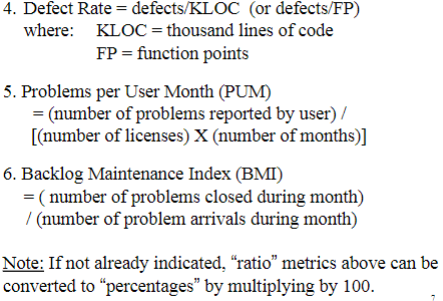 4. Defect Rate = defects/KLOC (or defects/FP)
where: KLOC = thousand lines of code
FP = function points
5. Problems per User Month (PUM)
= (number of problems reported by user) /
[(number of licenses) X (number of months)]
6. Backlog Maintenance Index (BMI)
= ( number of problems closed during month)
/ (number of problem arrivals during month)
Note: If not already indicated, “ratio” metrics above can be
converted to “percentages” by multiplying by 100.